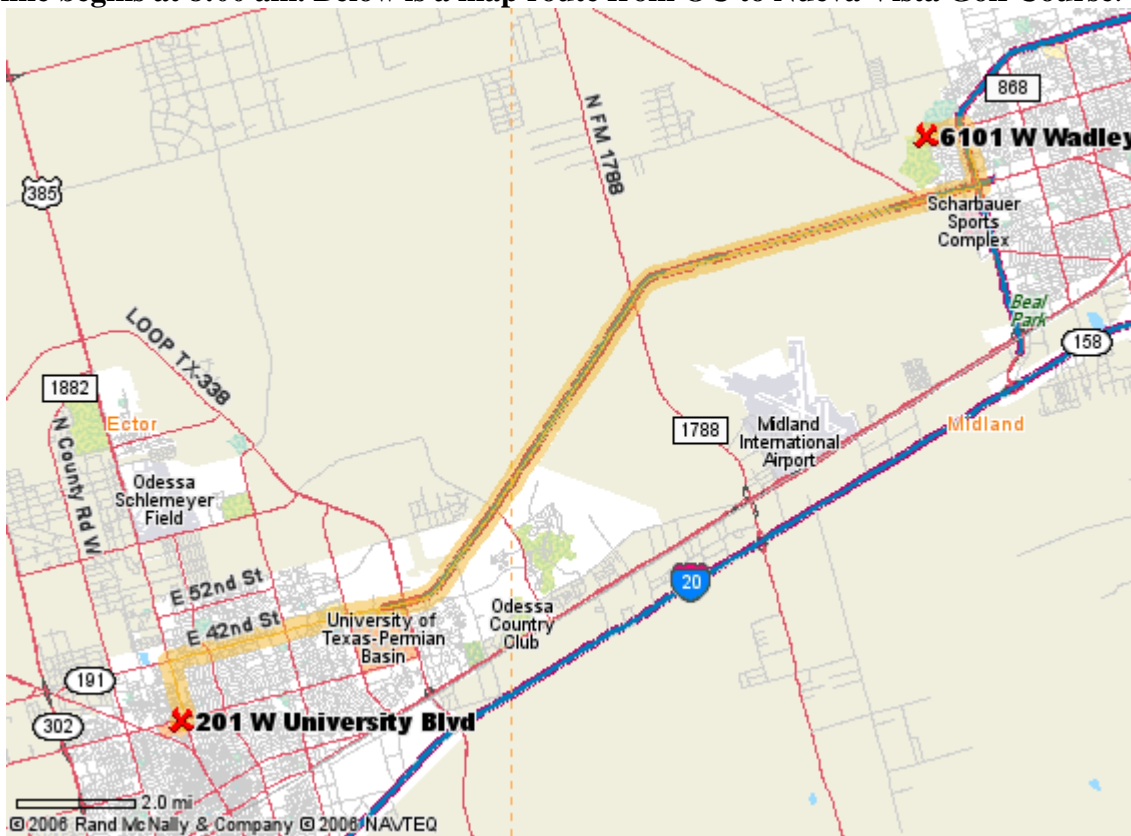 begins at 8:00 am. Below is a map route from OC to Nueva Vista Golf Course.
868
6101 W Wadley
N FM 1788
385
Scharbauer
Sports
Complex
Beal
Park
LOOP TX-338
158
1882
Ector
N County Rd W
1788
Midland
International
Airport
Midland
Odessa
Schlemeyer
Field
20
E 52nd St
E 42nd St
University of
Texas-Permian
Basin
Odessa
Country
Club
191
302
201 W University Blvd
2.0 mi
© 2006 Rand McNally & Company © 2006 NAVTEQ